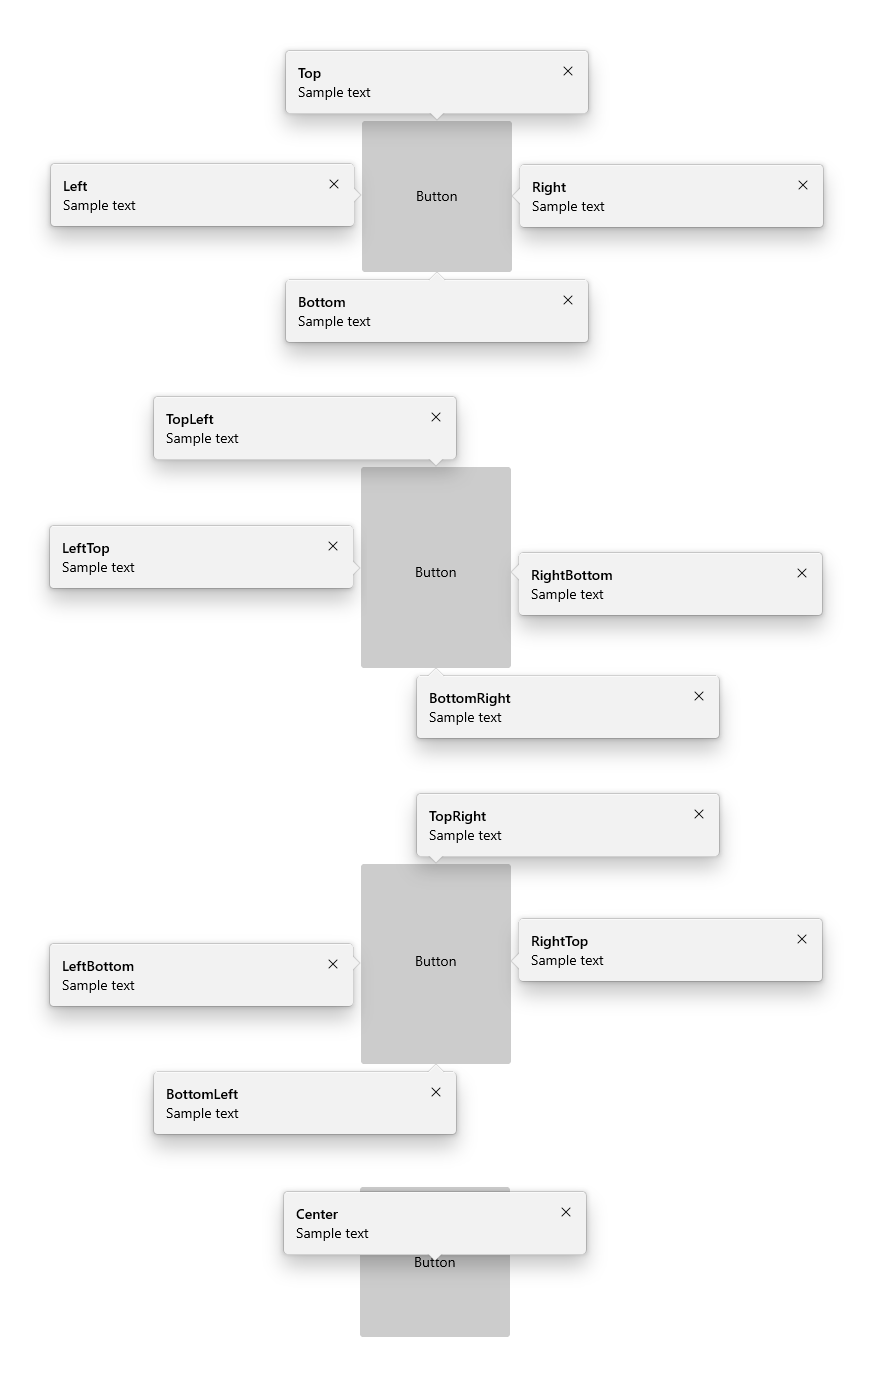 Top
Sample text
Left
Sample text
Button
Right
Sample text
Bottom
Sample text
TopLeft
Sample text
LeftTop
Sample text
Button
RightBottom
Sample text
BottomRight
Sample text
TopRight
Sample text
LeftBottom
Sample text
Button
RightTop
Sample text
BottomLeft
Sample text
Center
Sample text
Button